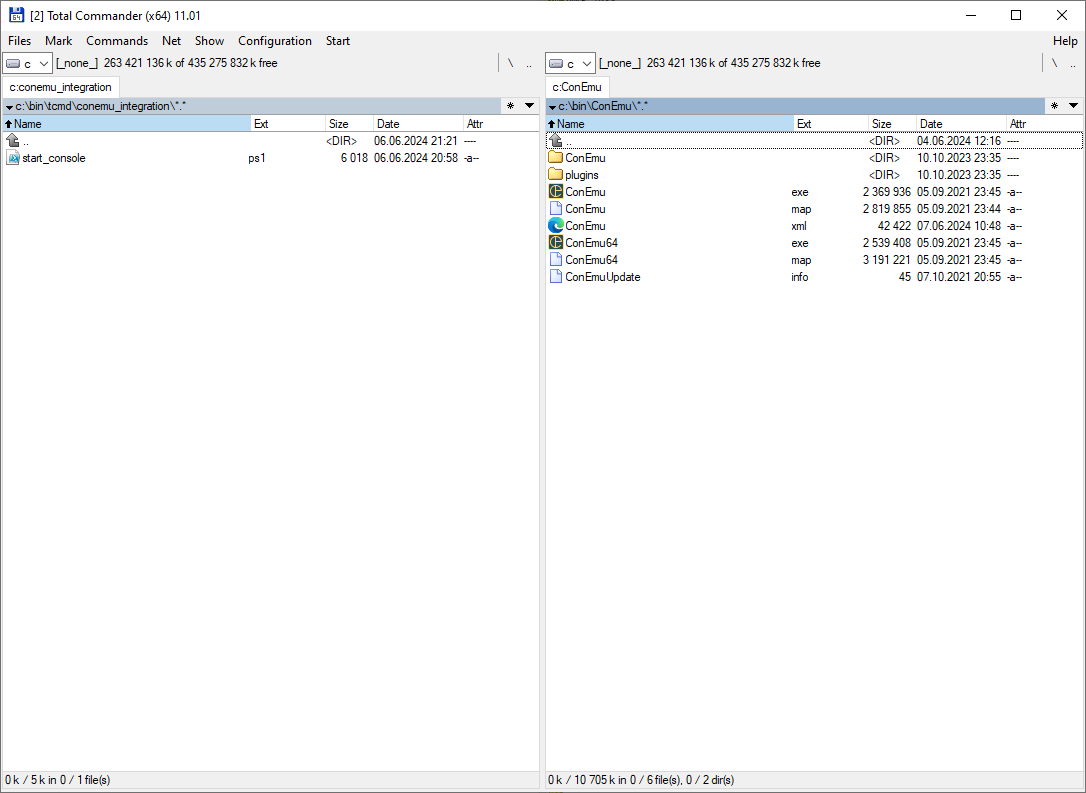 [2] Total Commander (x64) 11.01
Files Mark Commands Net Show Configuration Start Help
c [_none_] 263 421 136 k of 435 275 832 k free \ ..
c [_none_] 263 421 136 k of 435 275 832 k free \ ..
c:conemu_integration
c:ConEmu
c:\bin\tcmd\conemu_integration\*.* *
c:\bin\ConEmu\*.* *
Name Ext Size Date Attr
.. <DIR> 06.06.2024 21:21 ----
start_console ps1 6 018 06.06.2024 20:58 -a--
Name Ext Size Date Attr
.. <DIR> 04.06.2024 12:16 ----
ConEmu <DIR> 10.10.2023 23:35 ----
plugins <DIR> 10.10.2023 23:35 ----
ConEmu exe 2 369 936 05.09.2021 23:45 -a--
ConEmu map 2 819 855 05.09.2021 23:44 -a--
ConEmu xml 42 422 07.06.2024 10:48 -a--
ConEmu64 exe 2 539 408 05.09.2021 23:45 -a--
ConEmu64 map 3 191 221 05.09.2021 23:45 -a--
ConEmuUpdate info 45 07.10.2021 20:55 -a--
0 k / 5 k in 0 / 1 file(s)
0 k / 10 705 k in 0 / 6 file(s), 0 / 2 dir(s)